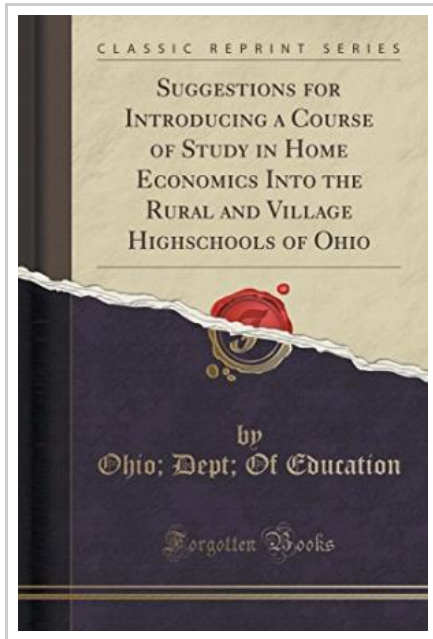 CLASSIC REPRINT SERIES
SUGGESTIONS FOR
INTRODUCING A COURSE
OF STUDY IN HOME
ECONOMICS INTO THE
RURAL AND VILLAGE
HIGHSCHOOLS OF OHIO
by
Ohio; Dept; Of Education
Forgotten Books